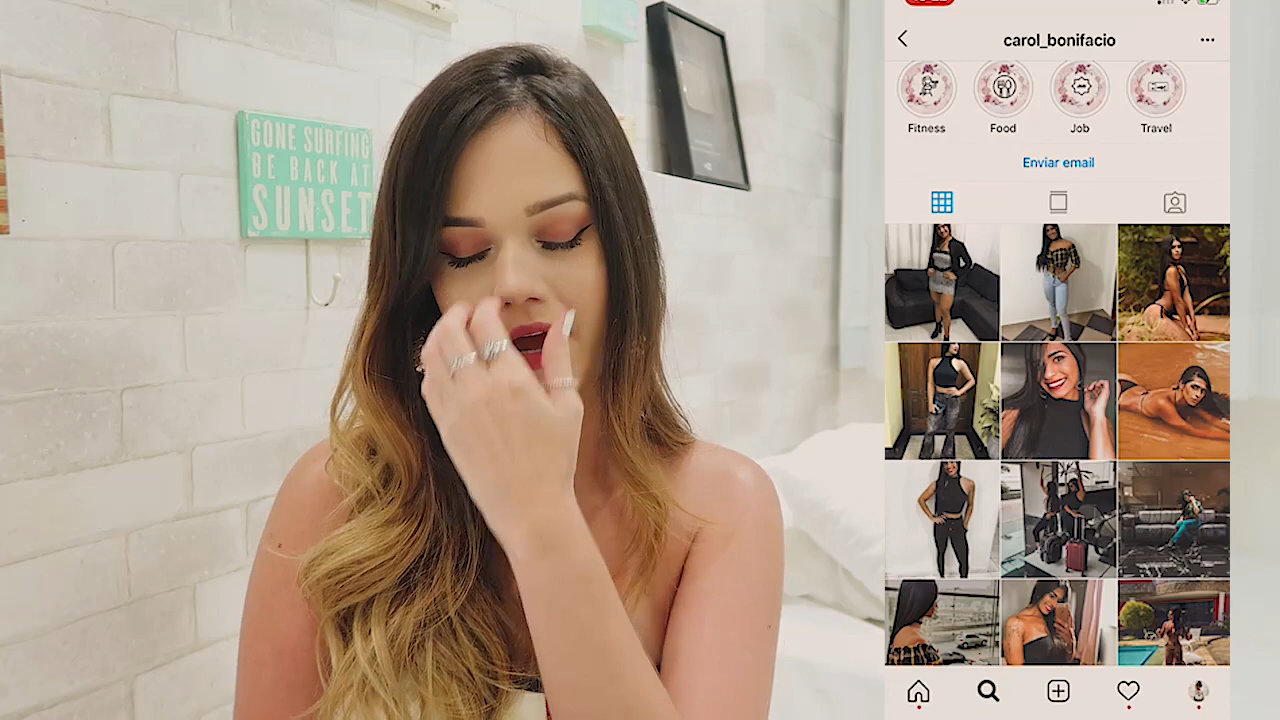 GONE SURFING
BE BACK AT
SUNSET
carol_bonifacio
Fitness
Food
Job
Travel
Enviar email